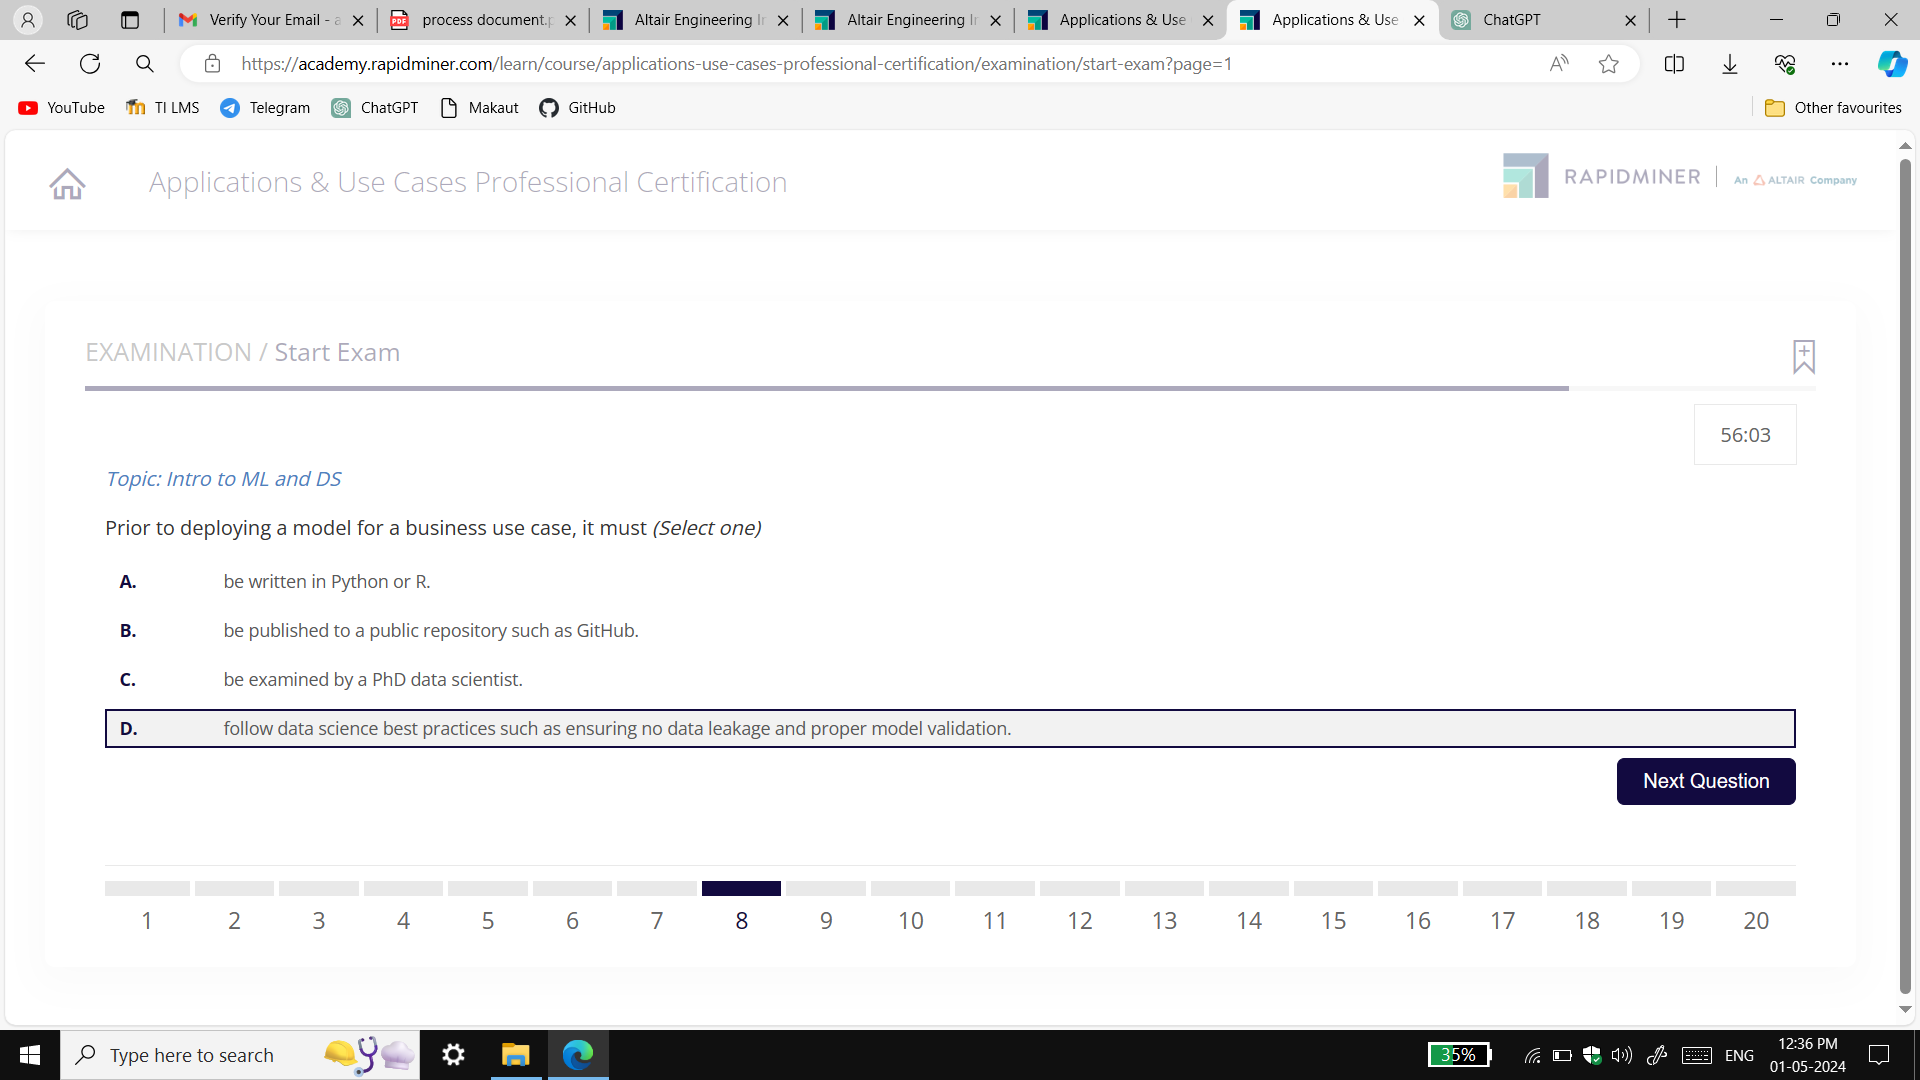 Verify Your Email - a
process document.p
Altair Engineering Ir
Altair Engineering Ir
Applications & Use
Applications & Use
ChatGPT
https://academy.rapidminer.com/learn/course/applications-use-cases-professional-certification/examination/start-exam?page=1
YouTube
TI LMS
Telegram
ChatGPT
Makaut
GitHub
Other favourites
Applications & Use Cases Professional Certification
RAPIDMINER
An ALTAIR Company
EXAMINATION / Start Exam
56:03
Topic: Intro to ML and DS
Prior to deploying a model for a business use case, it must (Select one)
A. be written in Python or R.
B. be published to a public repository such as GitHub.
C. be examined by a PhD data scientist.
D. follow data science best practices such as ensuring no data leakage and proper model validation.
Next Question
1 2 3 4 5 6 7 8 9 10 11 12 13 14 15 16 17 18 19 20
Type here to search
35%
ENG
12:36 PM
01-05-2024